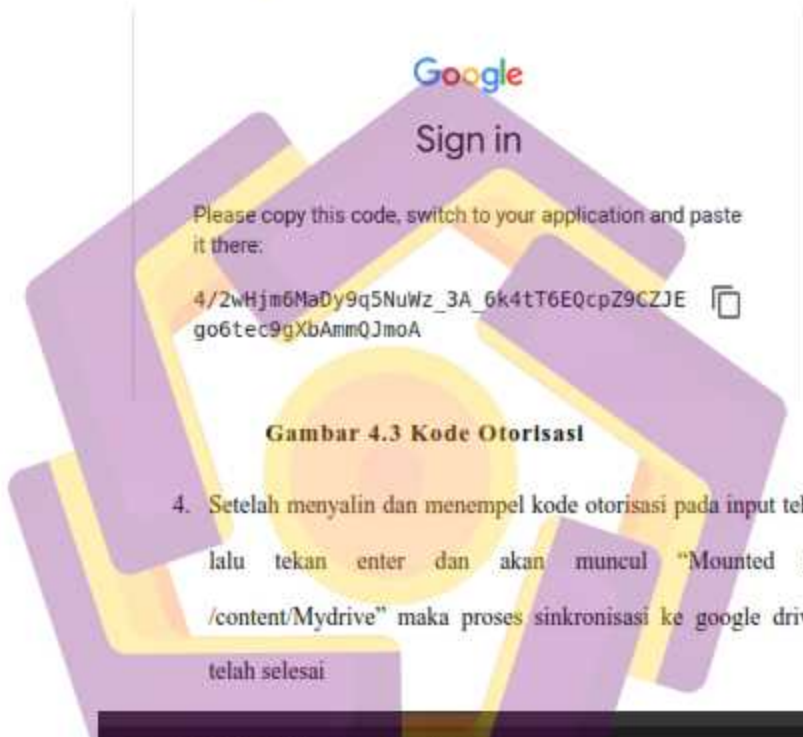 Google
Sign in
Please copy this code, switch to your application and paste
it there:
4/2wHjm6MaDy9q5NuWz_3A_6k4tT6EQcpZ9CZJE
go6tec9gXbAmmQJmoA
Gambar 4.3 Kode Otorisasi
4. Setelah menyalin dan menempel kode otorisasi pada input
lalu tekan enter dan akan muncul “Mounted
/content/Mydrive” maka proses sinkronisasi ke google
telah selesai